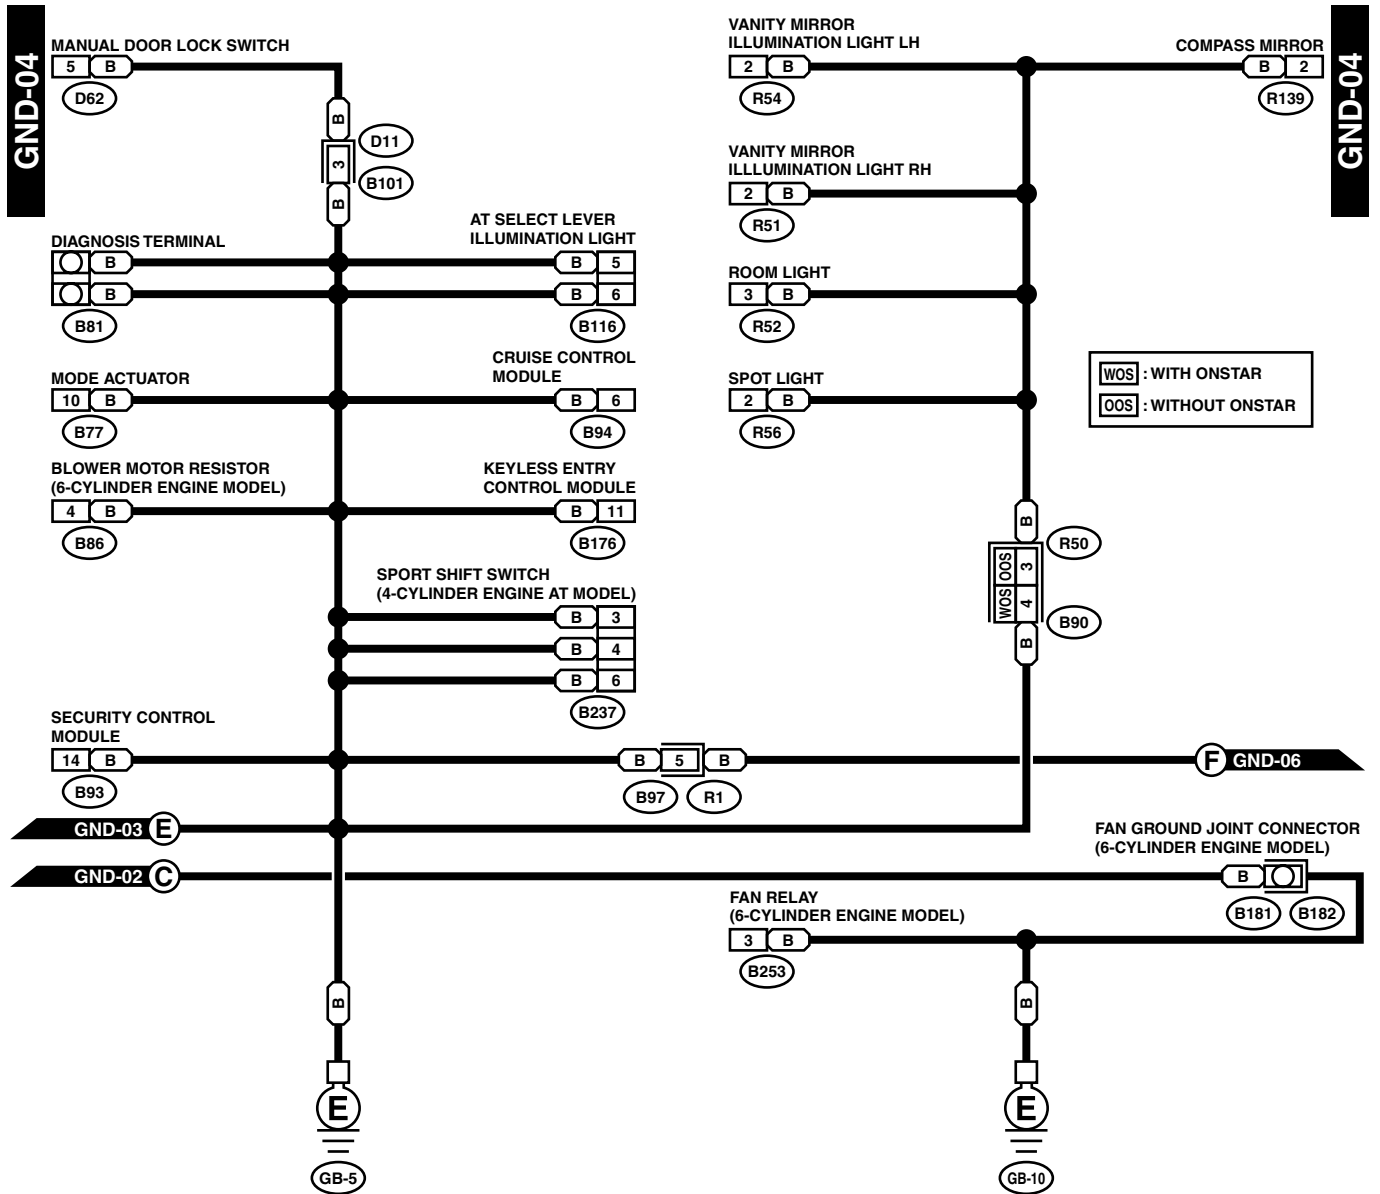 GND-04
GND-04
MANUAL DOOR LOCK SWITCH
5 B
D62
B
D11
3
B101
B
DIAGNOSIS TERMINAL
B
B
B81
AT SELECT LEVER
ILLUMINATION LIGHT
B 5
B 6
B116
MODE ACTUATOR
10 B
B77
CRUISE CONTROL
MODULE
B 6
B94
BLOWER MOTOR RESISTOR
(6-CYLINDER ENGINE MODEL)
4 B
B86
KEYLESS ENTRY
CONTROL MODULE
B 11
B176
SPORT SHIFT SWITCH
(4-CYLINDER ENGINE AT MODEL)
B 3
B 4
B 6
B237
SECURITY CONTROL
MODULE
14 B
B93
B 5 B
B97 R1
F GND-06
GND-03 E
GND-02 C
VANITY MIRROR
ILLUMINATION LIGHT LH
2 B
R54
COMPASS MIRROR
B 2
R139
VANITY MIRROR
ILLLUMINATION LIGHT RH
2 B
R51
ROOM LIGHT
3 B
R52
SPOT LIGHT
2 B
R56
WOS : WITH ONSTAR
OOS : WITHOUT ONSTAR
B
R50
OOS 3
WOS 4
B90
B
FAN GROUND JOINT CONNECTOR
(6-CYLINDER ENGINE MODEL)
B
B181 B182
FAN RELAY
(6-CYLINDER ENGINE MODEL)
3 B
B253
B
E
GB-5
B
E
GB-10